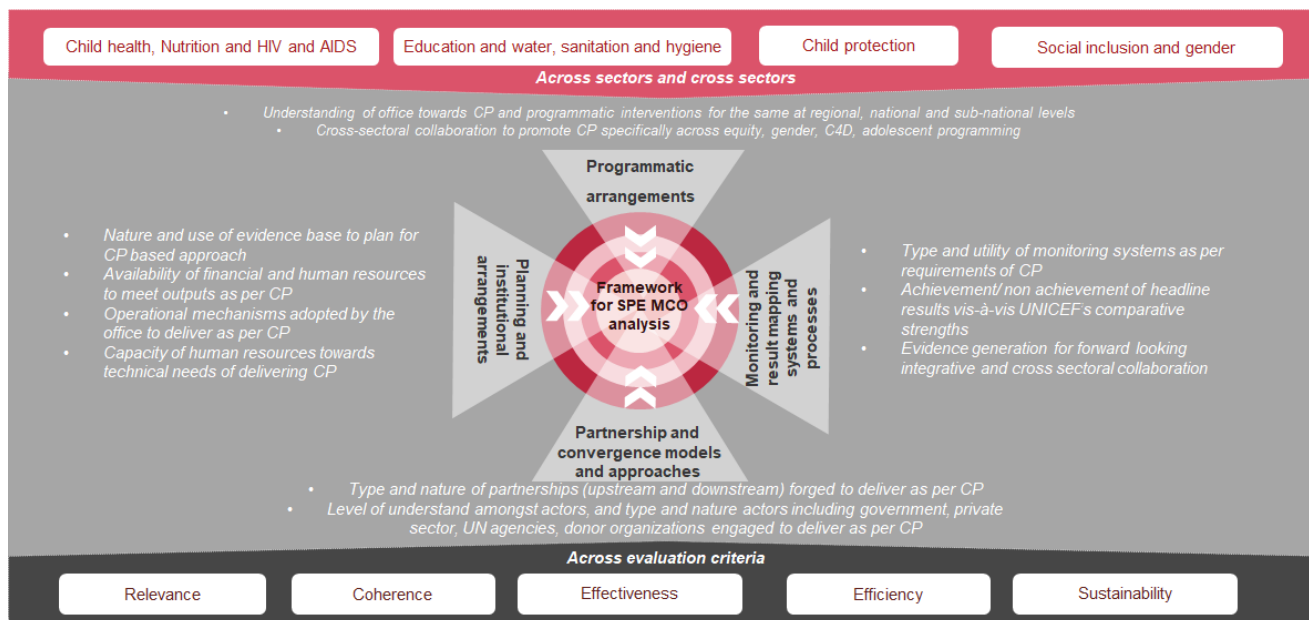 Child health, Nutrition and HIV and AIDS
Education and water, sanitation and hygiene
Child protection
Social inclusion and gender
Across sectors and cross sectors
• Understanding of office towards CP and programmatic interventions for the same at regional, national and sub-national levels
• Cross-sectoral collaboration to promote CP specifically across equity, gender, C4D, adolescent programming
Programmatic
arrangements
• Nature and use of evidence base to plan for
CP based approach
• Availability of financial and human resources
to meet outputs as per CP
• Operational mechanisms adopted by the
office to deliver as per CP
• Capacity of human resources towards
technical needs of delivering CP
Planning and
institutional
arrangements
Framework
for SPE MCO
analysis
Monitoring and
result mapping
systems and
processes
• Type and utility of monitoring systems as per
requirements of CP
• Achievement/ non achievement of headline
results vis-à-vis UNICEF's comparative
strengths
• Evidence generation for forward looking
integrative and cross sectoral collaboration
Partnership and
convergence models
and approaches
• Type and nature of partnerships (upstream and downstream) forged to deliver as per CP
• Level of understand amongst actors, and type and nature actors including government, private
sector, UN agencies, donor organizations engaged to deliver as per CP
Across evaluation criteria
Relevance
Coherence
Effectiveness
Efficiency
Sustainability